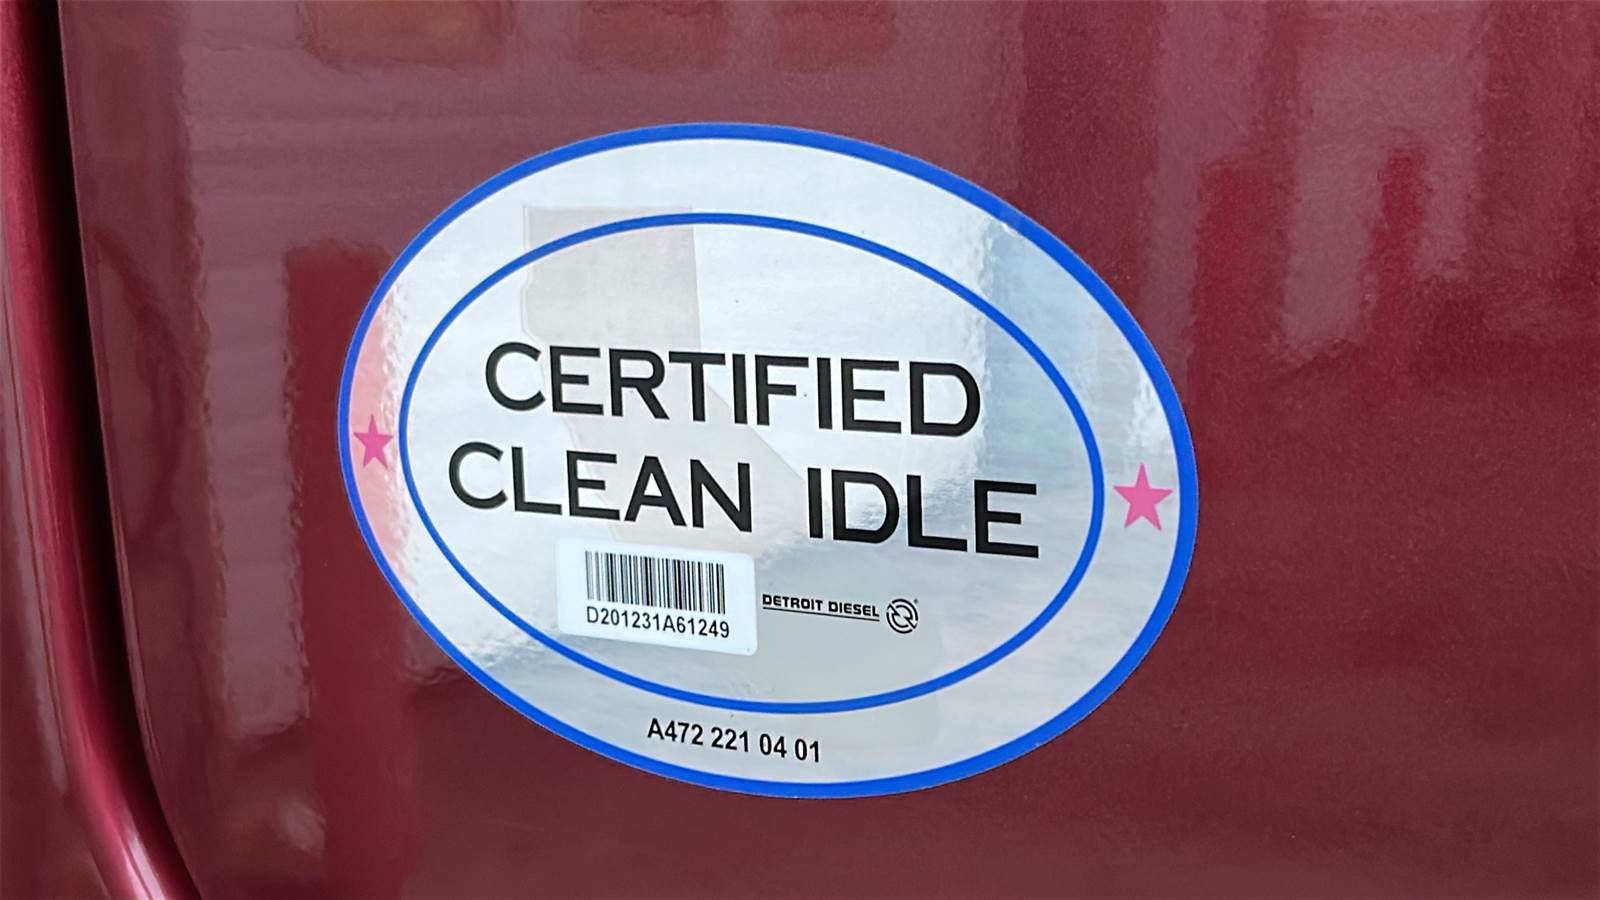 CERTIFIED
CLEAN IDLE
D201231A61249
DETROIT DIESEL
A472 221 04 01